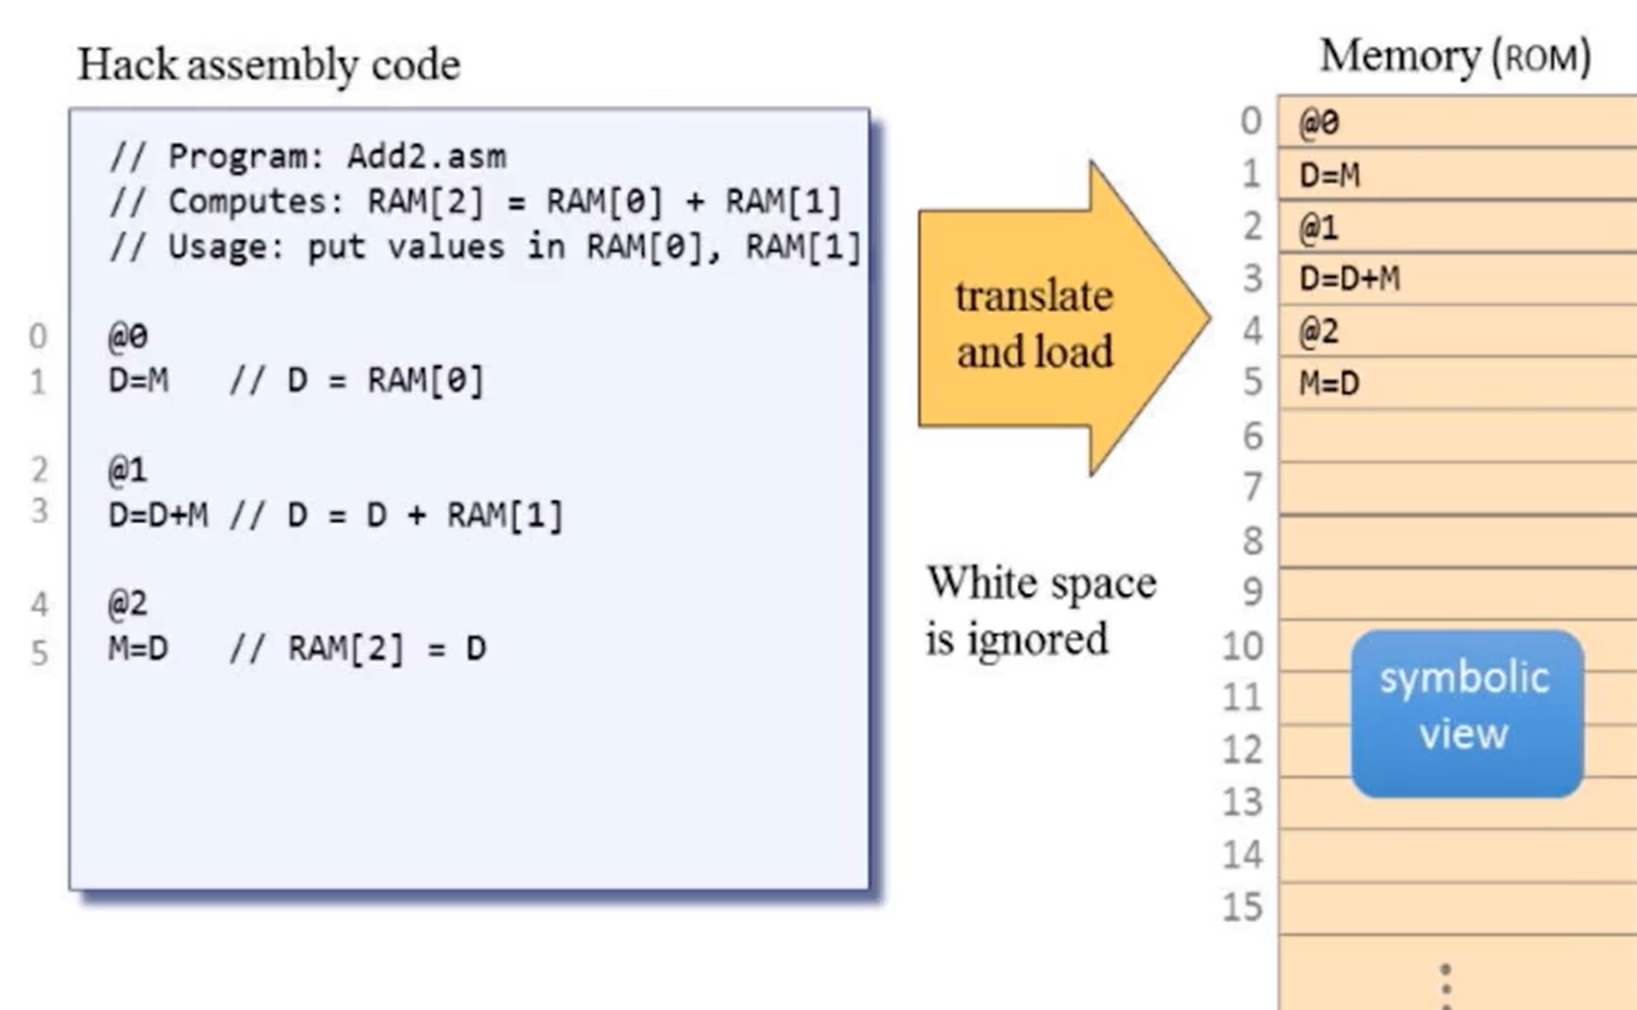 Hack assembly code
// Program: Add2.asm
// Computes: RAM[2] = RAM[0] + RAM[1]
// Usage: put values in RAM[0], RAM[1]
0 @0
1 D=M // D = RAM[0]
2 @1
3 D=D+M // D = D + RAM[1]
4 @2
5 M=D // RAM[2] = D
translate
and load
White space
is ignored
Memory (ROM)
0 @0
1 D=M
2 @1
3 D=D+M
4 @2
5 M=D
6
7
8
9
10
11
12
13
14
15
symbolic
view